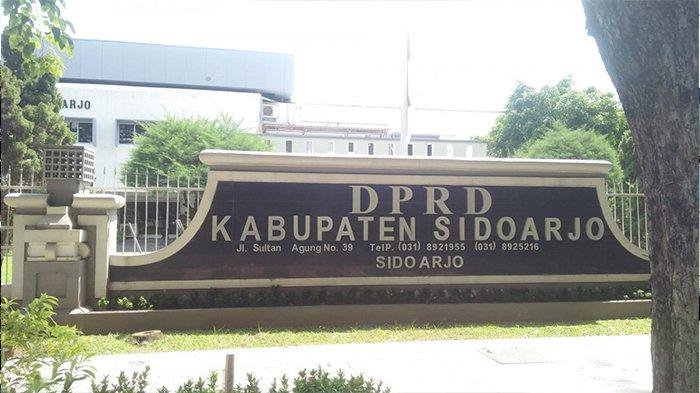 ARJO
DPRD
KABUPATEN SIDOARJO
Jl. Sultan Agung No. 39 TelP. (031) 8921955 (031) 8925216
SIDOARJO